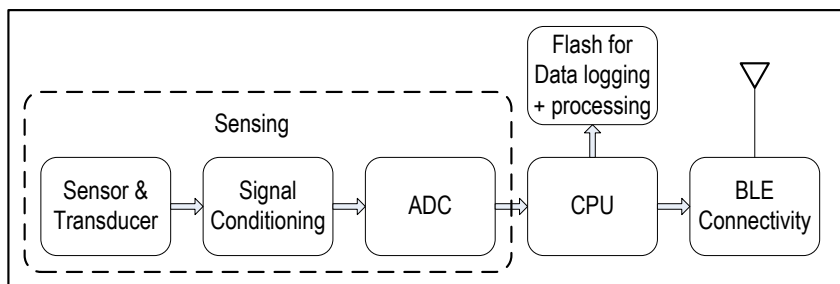 Flash for
Data logging
+ processing
Sensing
Sensor &
Transducer
Signal
Conditioning
ADC
CPU
BLE
Connectivity